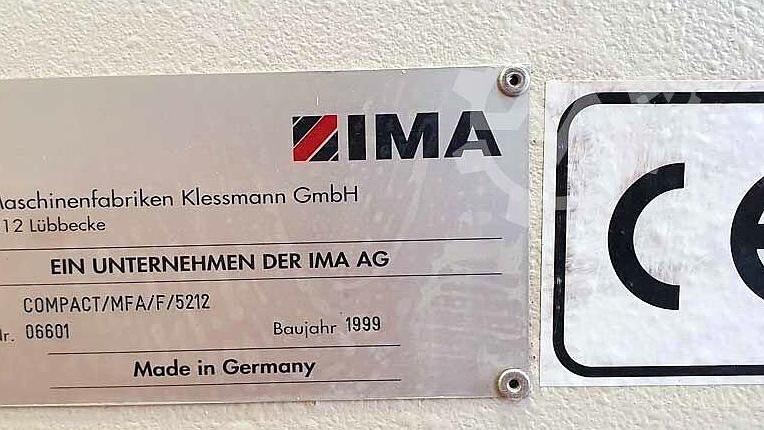 IMA
Maschinenfabriken Klessmann GmbH
12 Lübbecke
EIN UNTERNEHMEN DER IMA AG
COMPACT/MFA/F/5212
Nr. 06601 Baujahr 1999
Made in Germany
CE